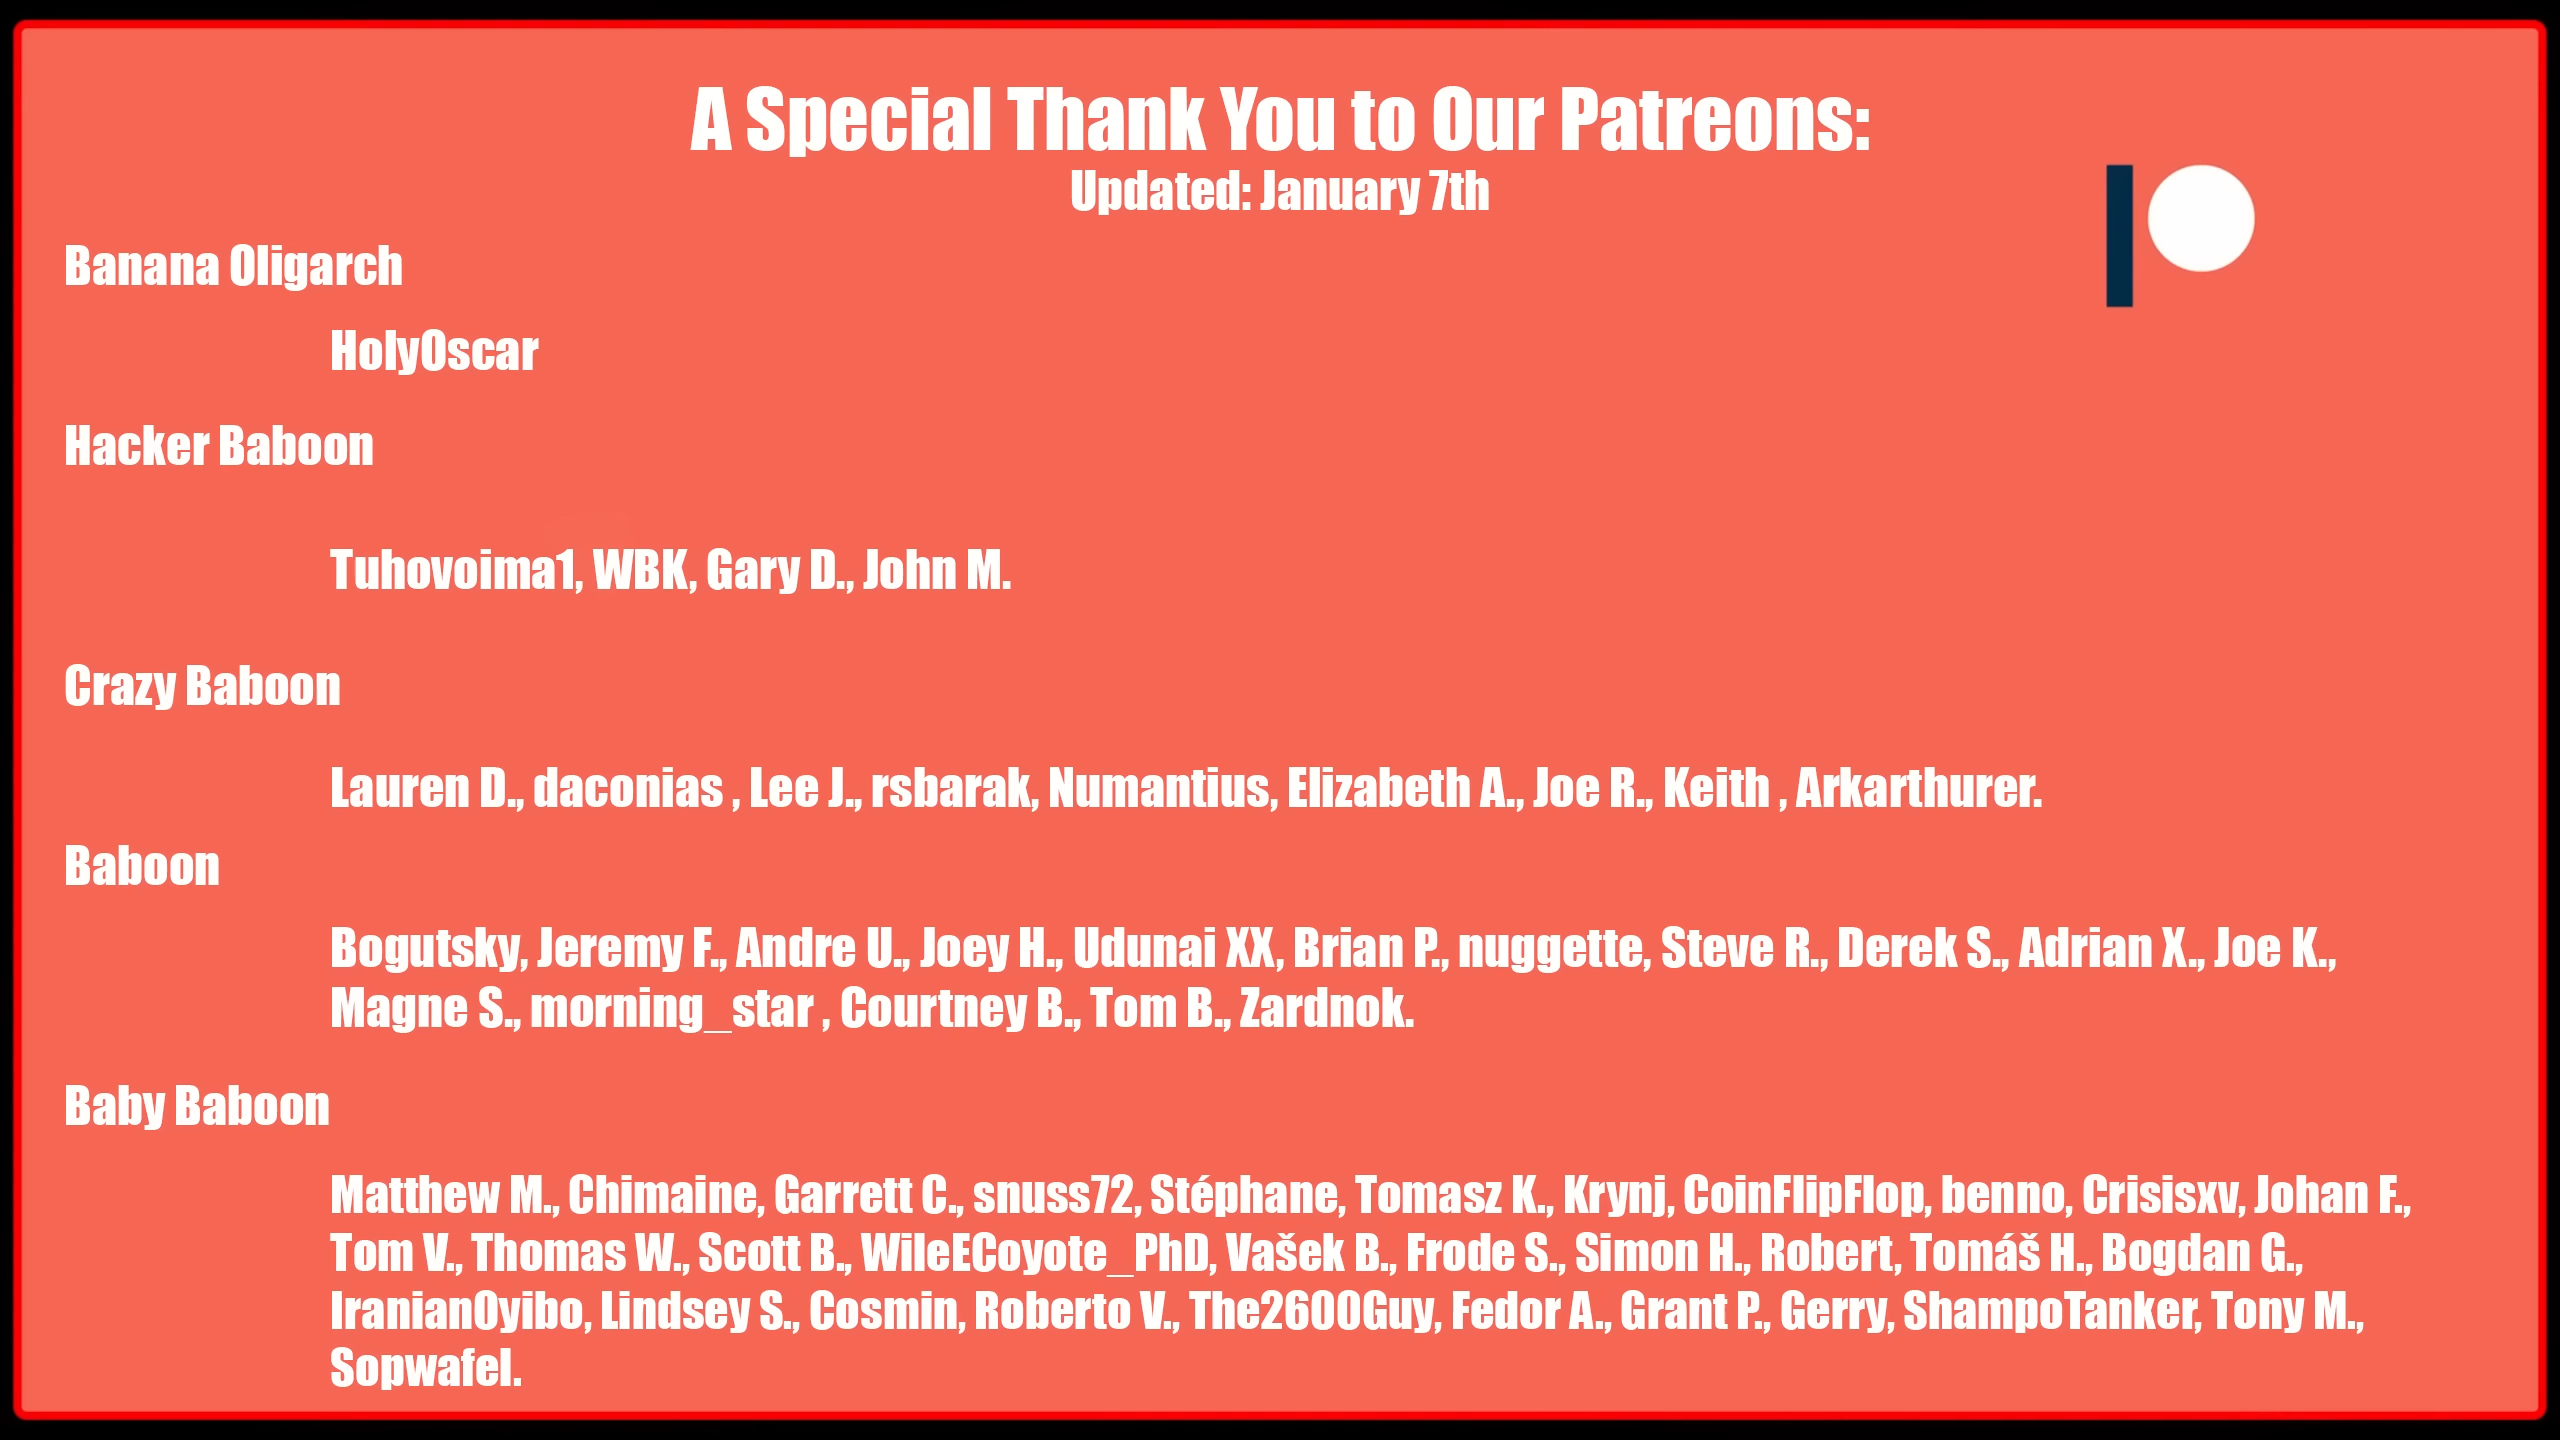 A Special Thank You to Our Patreons:
Updated: January 7th
Banana Oligarch
HolyOscar
Hacker Baboon
Tuhovoima1, WBK, Gary D., John M.
Crazy Baboon
Lauren D., daconias , Lee J., rsbarak, Numantius, Elizabeth A., Joe R., Keith , Arkarthurer.
Baboon
Bogutsky, Jeremy F., Andre U., Joey H., Udunai XX, Brian P., nuggette, Steve R., Derek S., Adrian X., Joe K.,
Magne S., morning_star , Courtney B., Tom B., Zardnok.
Baby Baboon
Matthew M., Chimaine, Garrett C., snuss72, Stéphane, Tomasz K., Krynj, CoinFlipFlop, benno, Crisisxv, Johan F.,
Tom V., Thomas W., Scott B., WileECoyote_PhD, Vašek B., Frode S., Simon H., Robert, Tomáš H., Bogdan G.,
IranianOyibo, Lindsey S., Cosmin, Roberto V., The2600Guy, Fedor A., Grant P., Gerry, ShampoTanker, Tony M.,
Sopwafel.